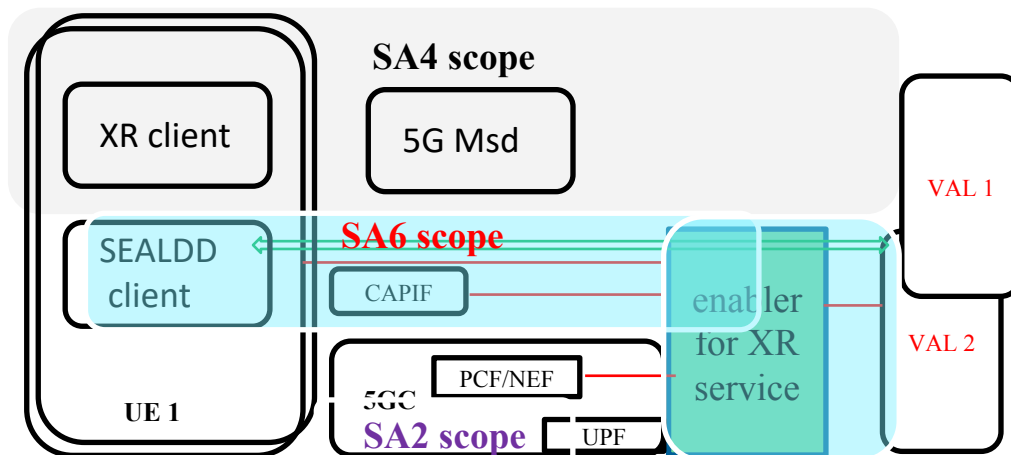 SA4 scope
XR client
5G Msd
VAL 1
SA6 scope
SEALDD
client
CAPIF
enabler
for XR
service
VAL 2
PCF/NEF
5GC
UE 1
SA2 scope
UPF